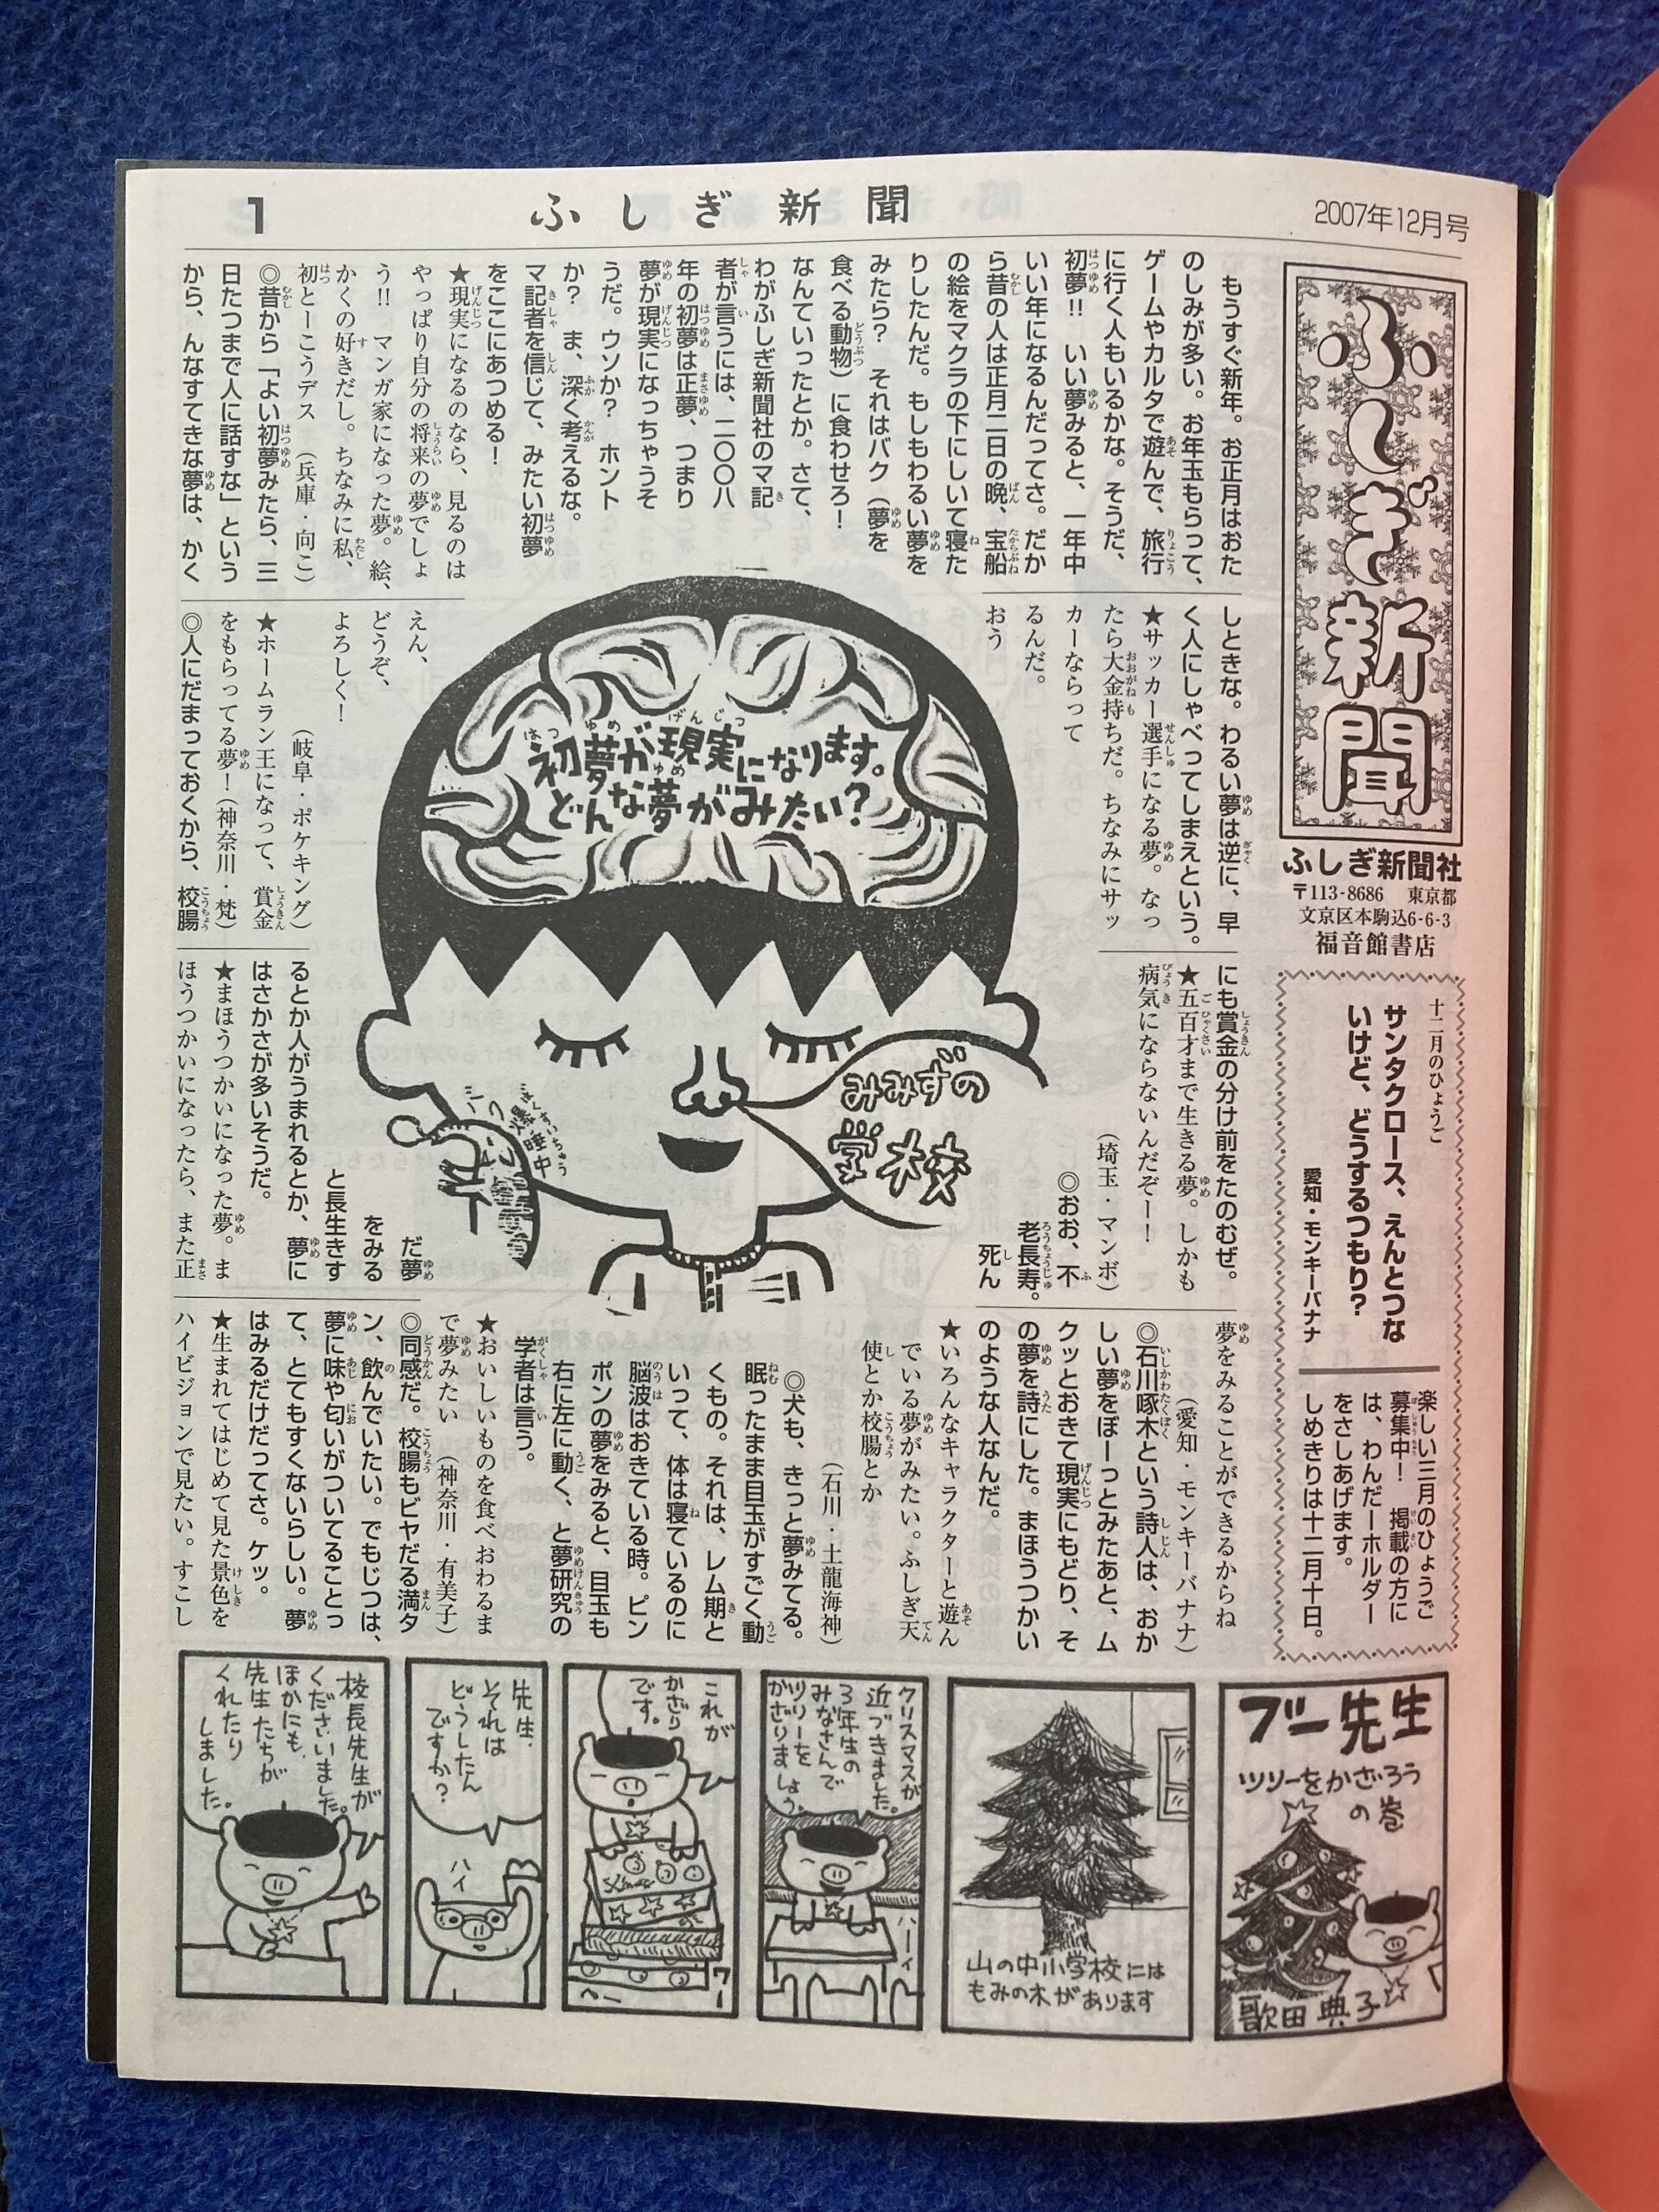 2007年12月号
ふしぎ新聞
1
ふしぎ新聞
ふしぎ新聞社
〒113-8686 東京都
文京区本駒込6-6-3
福音館書店
十二月のひょうご
サンタクロース、えんとつな
いけど、どうするつもり?
愛知・モンキーバナナ
楽しい三月のひょうご
募集中! 掲載の方に
は、わんだーホルダー
をさしあげます。
しめきりは十二月十日。
もうすぐ新年。お正月はおた
のしみが多い。お年玉もらって、
ゲームやカルタで遊んで、旅行
に行く人もいるかな。そうだ、
初夢!! いい夢みると、一年中
いい年になるんだってさ。だか
ら昔の人は正月二日の晩、宝船
の絵をマクラの下にしいて寝た
りしたんだ。もしもわるい夢を
みたら? それはバク(夢を
食べる動物)に食わせろ!
なんていったとか。さて、
わがふしぎ新聞社のマ記
者が言うには、二〇〇八
年の初夢は正夢、つまり
夢が現実になっちゃうそ
うだ。ウソか? ホント
か? ま、深く考えるな。
マ記者を信じて、みたい初夢
をここにあつめる!
★現実になるのなら、見るのは
やっぱり自分の将来の夢でしょ
う!! マンガ家になった夢。絵、
かくの好きだし。ちなみに私、
初とーこうデス (兵庫・向こ)
◎昔から「よい初夢みたら、三
日たつまで人に話すな」という
から、んなすてきな夢は、かく
しときな。わるい夢は逆に、早
く人にしゃべってしまえという。
★サッカー選手になる夢。なっ
たら大金持ちだ。ちなみにサッ
カーならって
るんだ。
おう
えん、
どうぞ、
よろしく!
(岐阜・ポケキング)
★ホームラン王になって、賞金
をもらってる夢!(神奈川・梵)
◎人にだまっておくから、校腸
にも賞金の分け前をたのむぜ。
★五百才まで生きる夢。しかも
病気にならないんだぞー!
(埼玉・マンボ)
◎おお、不
老長寿。
死ん
だ夢
をみる
と長生きす
るとか人がうまれるとか、夢に
はさかさが多いそうだ。
★まほうつかいになった夢。ま
ほうつかいになったら、また正
夢をみることができるからね
(愛知・モンキーバナナ)
◎石川啄木という詩人は、おか
しい夢をぼーっとみたあと、ム
クッとおきて現実にもどり、そ
の夢を詩にした。まほうつかい
のような人なんだ。
★いろんなキャラクターと遊ん
でいる夢がみたい。ふしぎ天
使とか校腸とか
(石川・土龍海神)
◎犬も、きっと夢みてる。
眠ったまま目玉がすごく動
くもの。それは、レム期と
いって、体は寝ているのに
脳波はおきている時。ピン
ポンの夢をみると、目玉も
右に左に動く、と夢研究の
学者は言う。
★おいしいものを食べおわるま
で夢みたい (神奈川・有美子)
◎同感だ。校腸もビヤだる満タ
ン、飲んでいたい。でもじつは、
夢に味や匂いがついてることっ
て、とてもすくないらしい。夢
はみるだけだってさ。ケッ。
★生まれてはじめて見た景色を
ハイビジョンで見たい。すこし
初夢が現実になります。
どんな夢がみたい?
みみずの
学校
爆睡中
ブー先生
ツリーをかざろう
の巻
歌田典子
山の中小学校には
もみの木があります
クリスマスが
近づきました。
3年生の
みなさんで
ツリーを
かざりましょう。
ハーイ
これが
かざり
です。
Xmas
ワー
先生、
それは
どうしたん
ですか?
ハイ
校長先生が
くださいました。
ほかにも、
先生たちが
くれたり
しました。